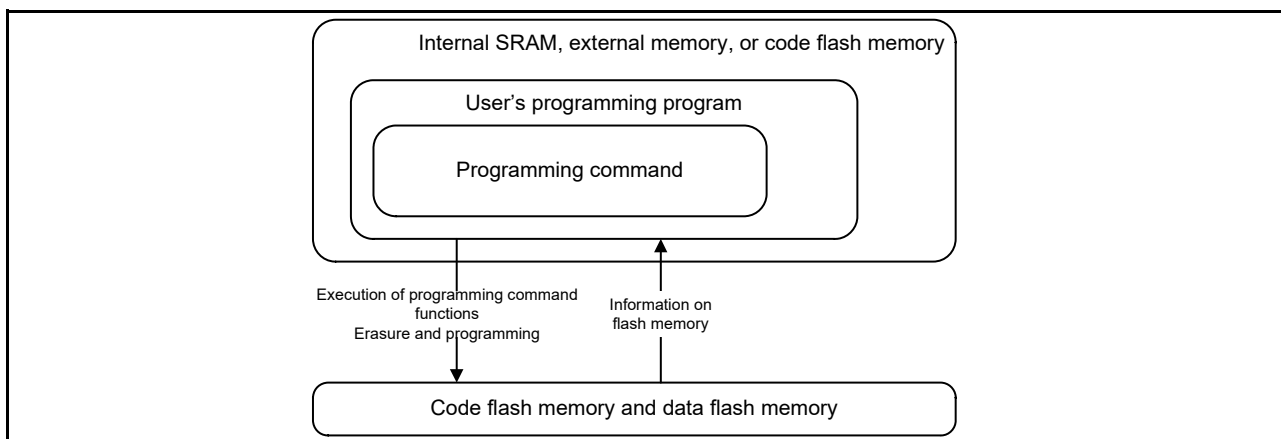 Internal SRAM, external memory, or code flash memory
User’s programming program
Programming command
Execution of programming command
functions
Erasure and programming
Information on
flash memory
Code flash memory and data flash memory